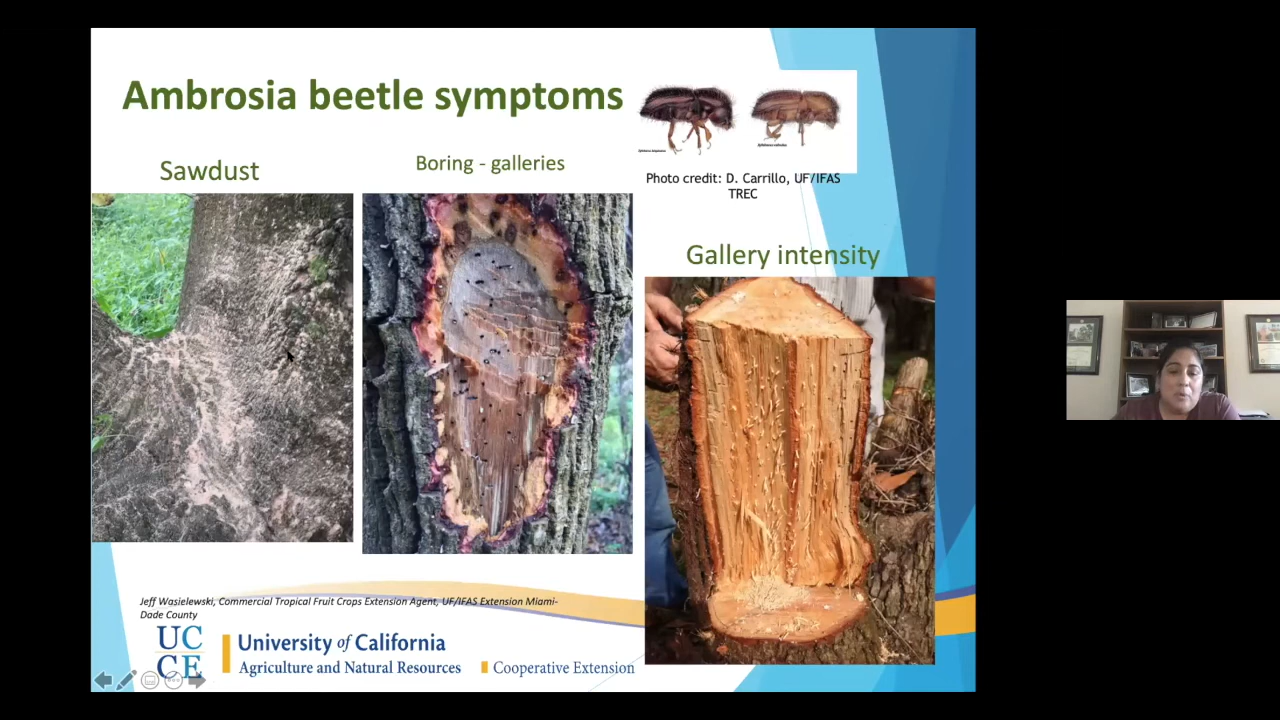 Ambrosia beetle symptoms
Sawdust
Boring - galleries
Photo credit: D. Carrillo, UF/IFAS
TREC
Gallery intensity
Jeff Wasielewski, Commercial Tropical Fruit Crops Extension Agent, UF/IFAS Extension Miami-
Dade County
UC
CE
University of California
Agriculture and Natural Resources
Cooperative Extension